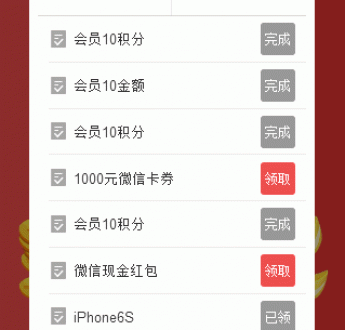 会员10积分 完成
会员10金额 完成
会员10积分 完成
1000元微信卡券 领取
会员10积分 完成
微信现金红包 领取
iPhone6S 已领